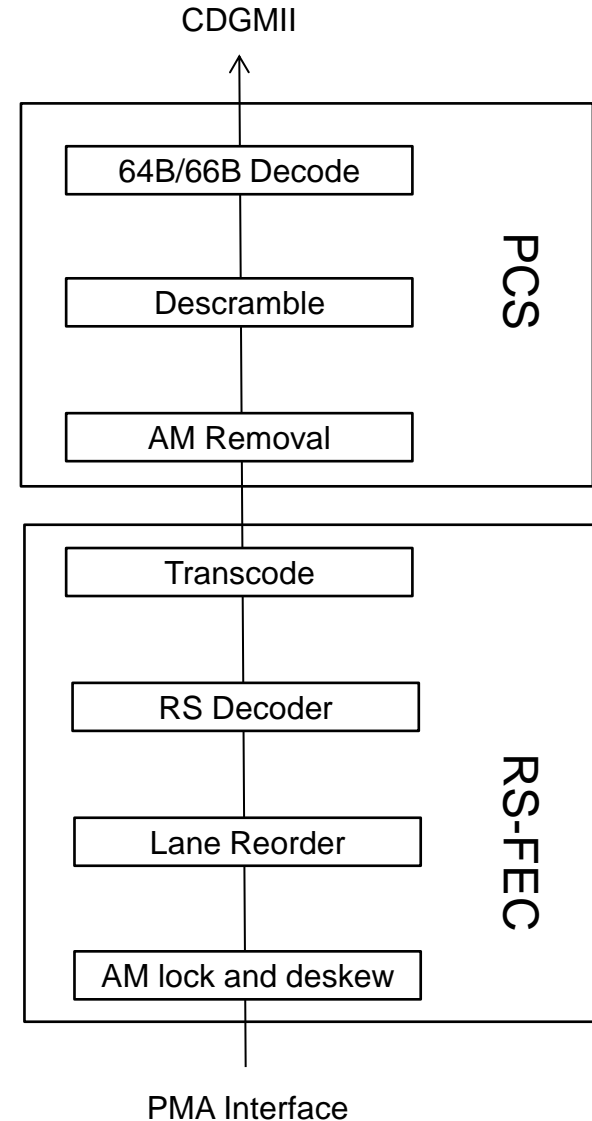 CDGMII
64B/66B Decode
Descramble
PCS
AM Removal
Transcode
RS Decoder
Lane Reorder
RS-FEC
AM lock and deskew
PMA Interface